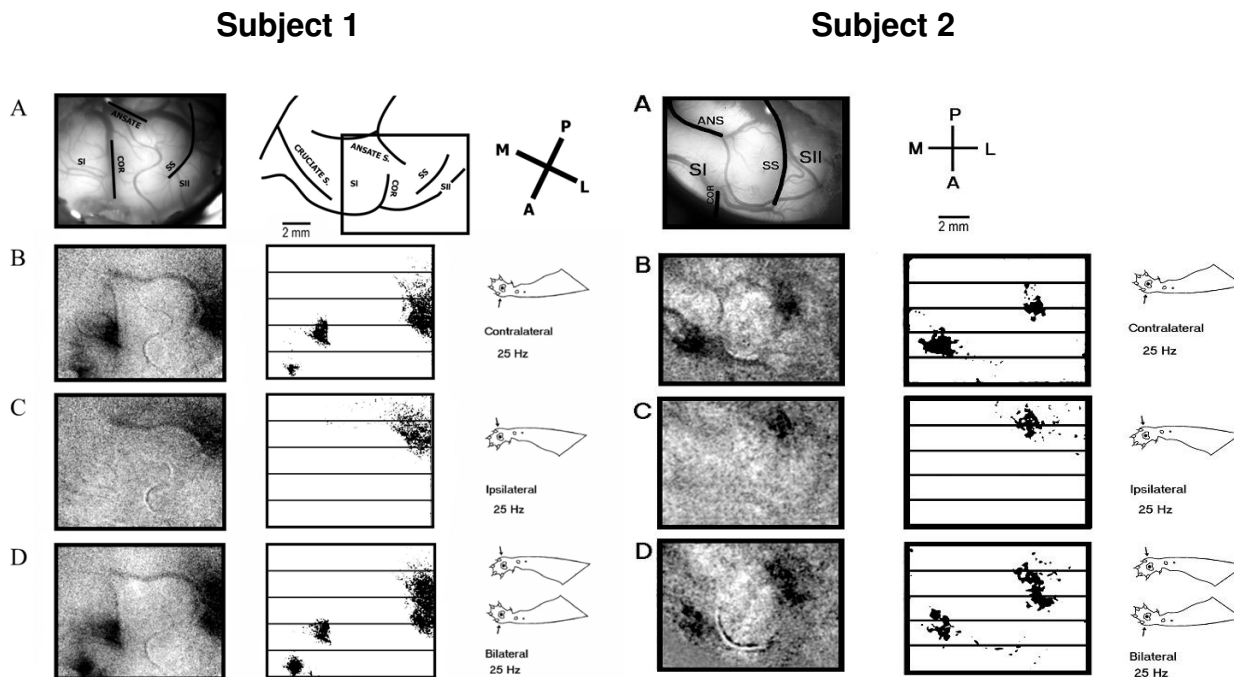 Subject 1
A
ANSATE
SI
COR
SS
SII
CRUCIATE S.
ANSATE S.
SI
COR
SS
SII
2 mm
P
M
L
A
B
Contralateral
25 Hz
C
Ipsilateral
25 Hz
D
Bilateral
25 Hz
Subject 2
A
ANS
SI
COR
SS
SII
P
M
L
A
2 mm
B
Contralateral
25 Hz
C
Ipsilateral
25 Hz
D
Bilateral
25 Hz